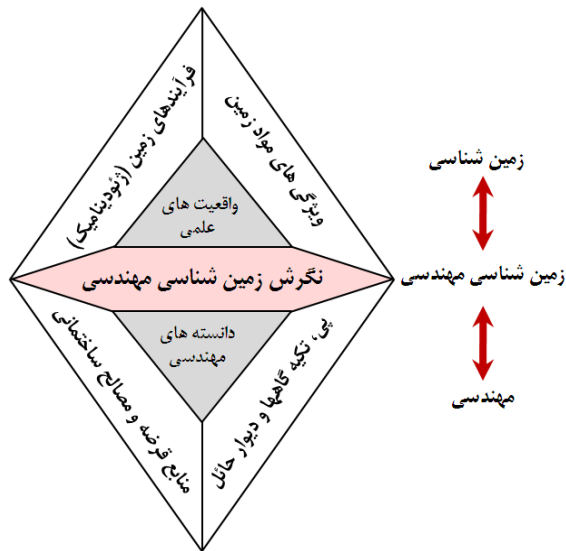 فرآیندهای زمین (ژئودینامیک)
ویژگی های مواد زمین
واقعیت های
علمی
نگرش زمین شناسی مهندسی
دانسته های
مهندسی
منابع قرضه و مصالح ساختمانی
پی، تکیه گاهها و دیوار حائل
زمین شناسی
زمین شناسی مهندسی
مهندسی